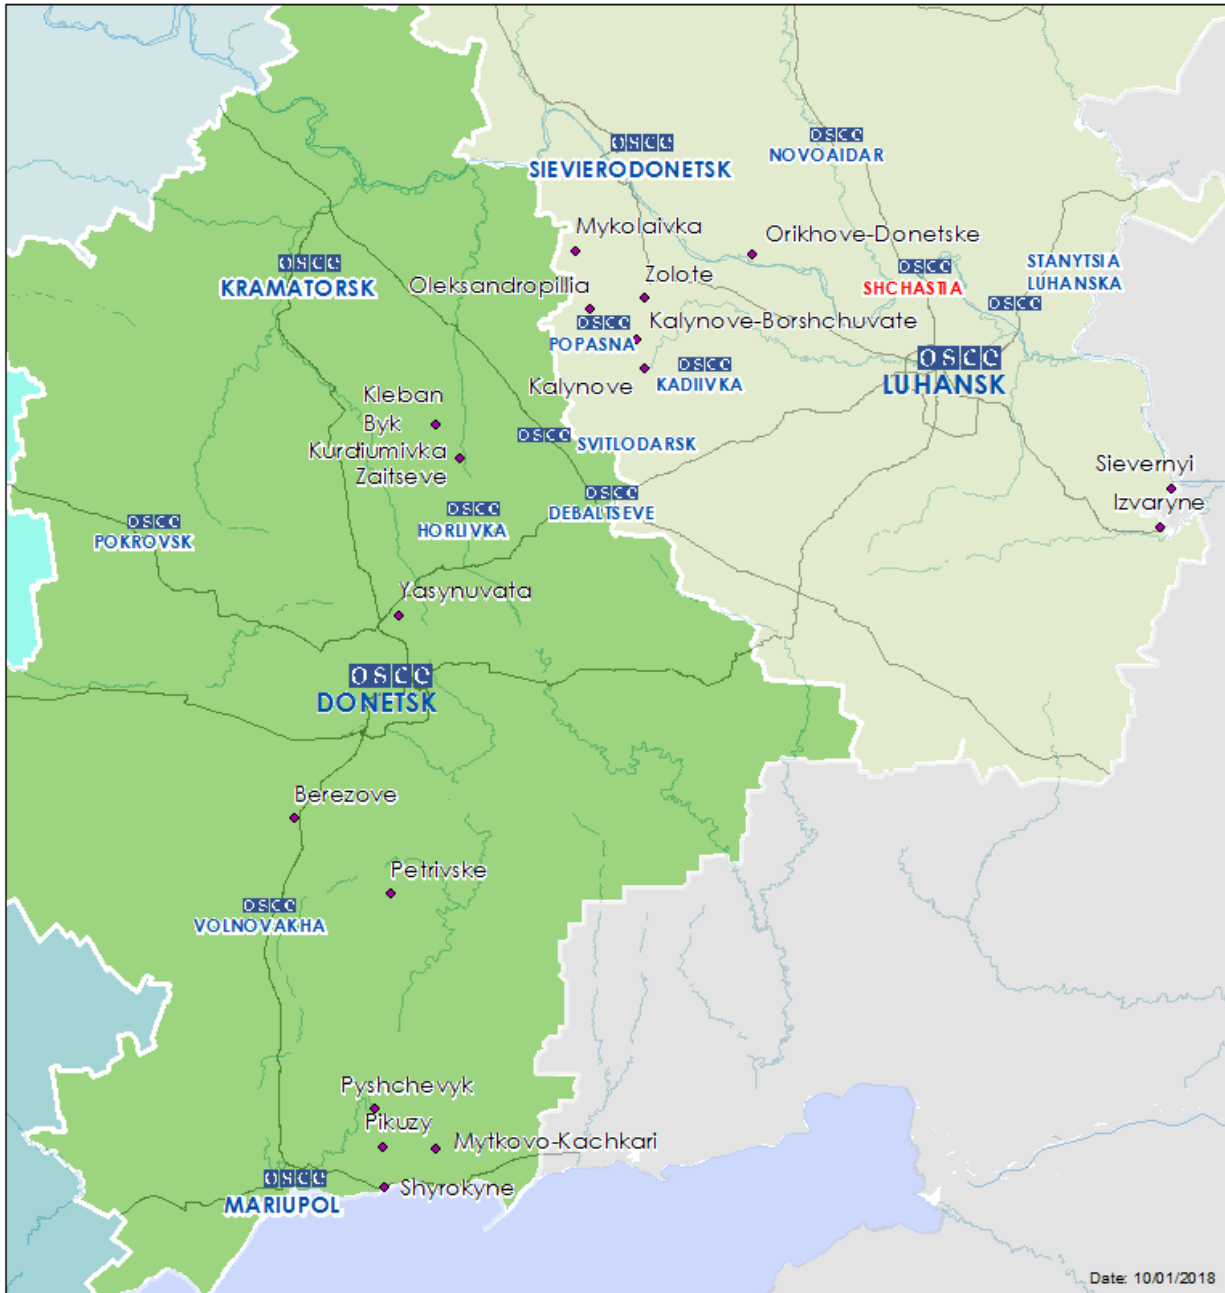 OSCE
SIEVIERODONETSK
OSCE
NOVOAIDAR
Mykolaivka
Orikhove-Donetske
OSCE
KRAMATORSK
Oleksandropillia
Zolote
OSCE
SHCHASTIA
STANYTSIA
LUHANSKA
OSCE
OSCE
POPASNA
Kalynove-Borshchuvate
Kalynove
OSCE
KADIIVKA
OSCE
LUHANSK
Kleban
Byk
Kurdiumivka
Zaitseve
OSCE
SVITLODARSK
Sievernyi
Izvaryne
OSCE
POKROVSK
OSCE
HORLIVKA
OSCE
DEBALTSEVE
Yasynuvata
OSCE
DONETSK
Berezove
Petrivske
OSCE
VOLNOVAKHA
Pyshchevyk
Pikuzy
Mytkovo-Kachkari
OSCE
MARIUPOL
Shyrokyne
Date: 10/01/2018